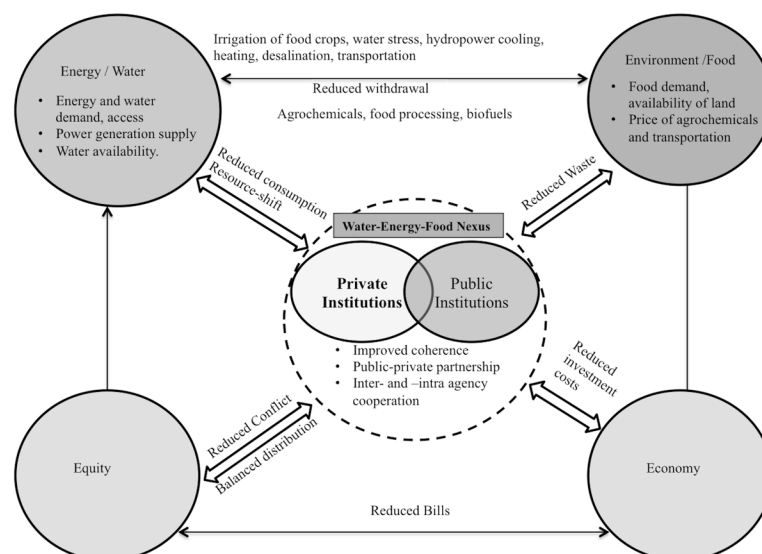 Irrigation of food crops, water stress, hydropower cooling,
heating, desalination, transportation
Reduced withdrawal
Agrochemicals, food processing, biofuels
Energy / Water
• Energy and water
demand, access
• Power generation supply
• Water availability.
Environment /Food
• Food demand,
availability of land
• Price of agrochemicals
and transportation
Reduced consumption
Resource-shift
Reduced Waste
Water-Energy-Food Nexus
Private
Institutions
Public
Institutions
• Improved coherence
• Public-private partnership
• Inter- and –intra agency
cooperation
Reduced
investment
costs
Reduced Conflict
Balanced distribution
Equity
Economy
Reduced Bills